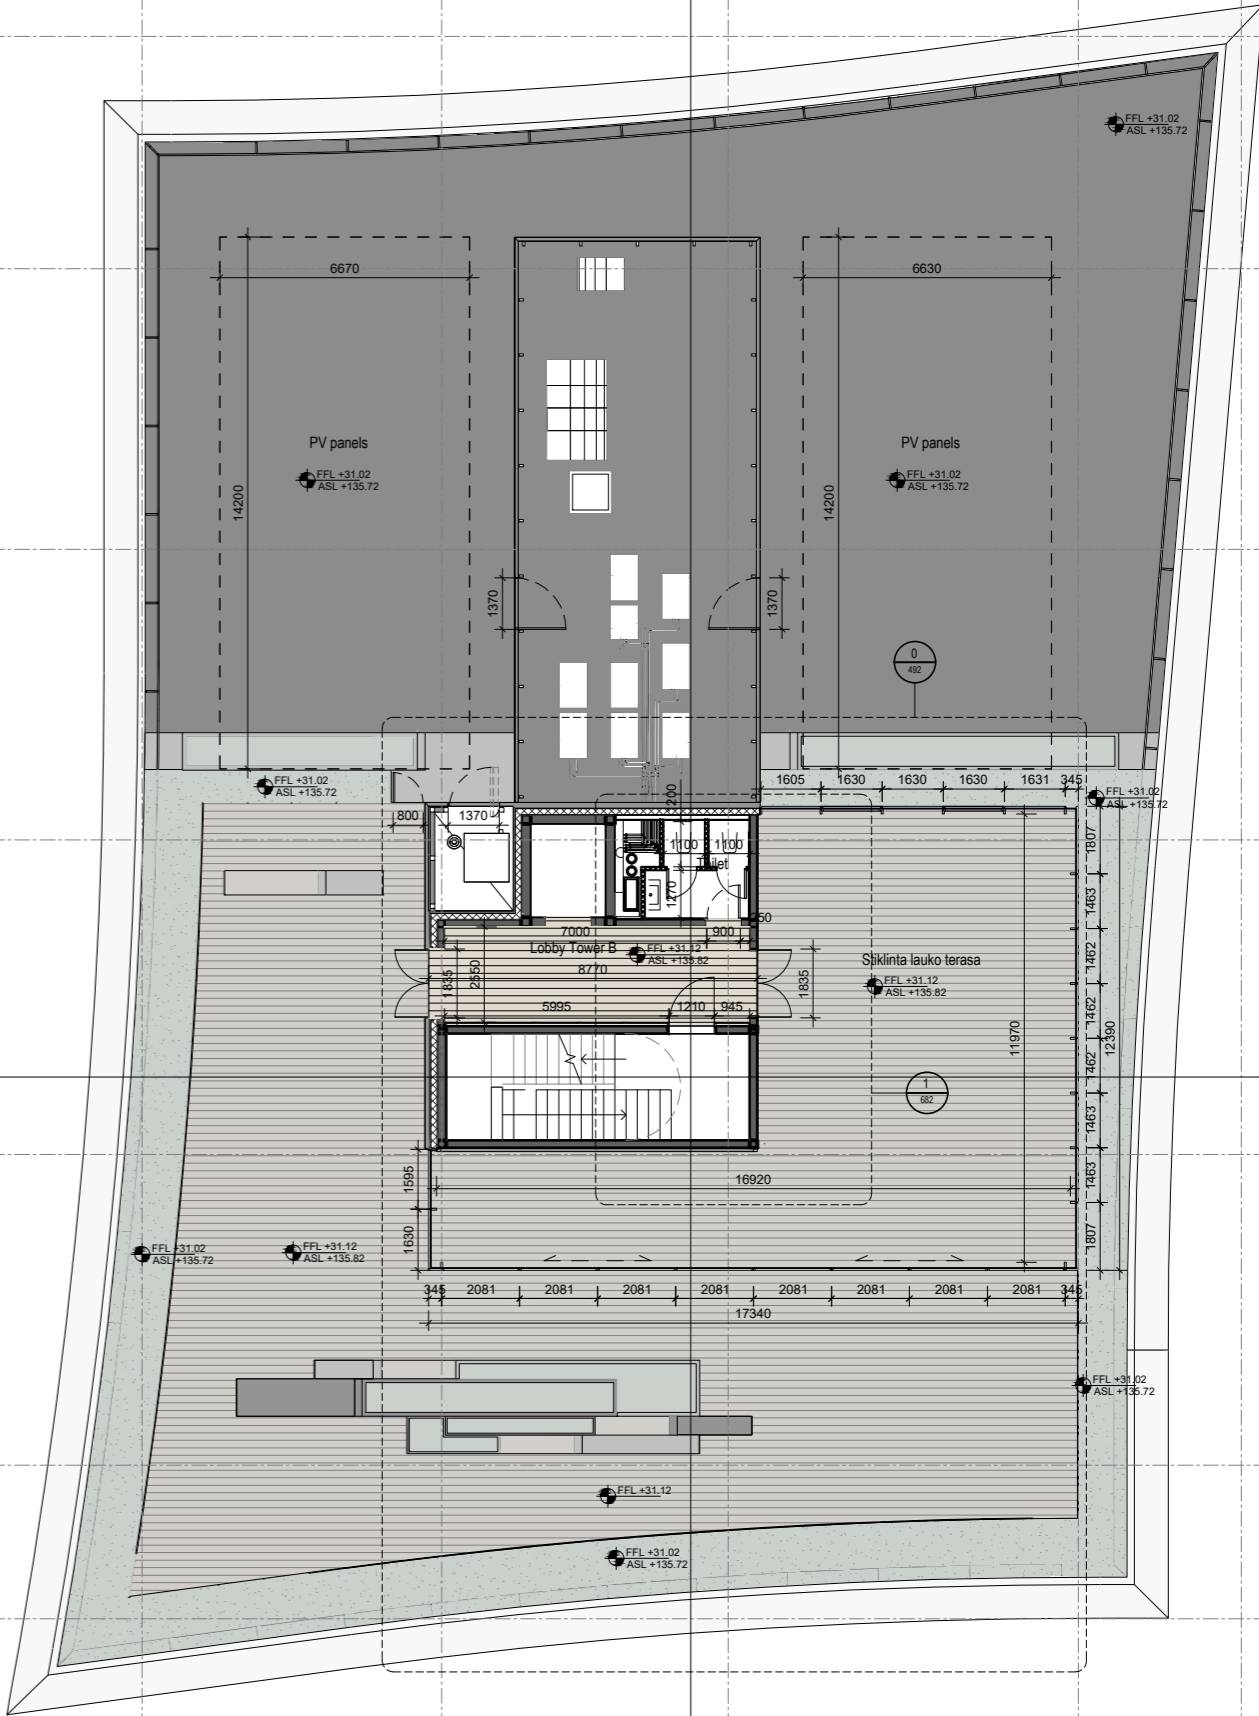 FFL +31.02
ASL +135.72
6670
6630
PV panels
FFL +31.02
ASL +135.72
14200
PV panels
FFL +31.02
ASL +135.72
14200
1370
1370
0
492
FFL +31.02
ASL +135.72
1605
1630
1630
1630
1631
345
FFL +31.02
ASL +135.72
800
1370
200
1100
1100
Toilet
1270
1807
1463
1462
1462
1462
1463
1463
1807
12390
11970
7000
900
250
Lobby Tower B
FFL +31.12
ASL +135.82
8770
1835
2550
5995
1210
945
1835
Stiklinta lauko terasa
FFL +31.12
ASL +135.82
1
682
1595
1630
16920
FFL +31.02
ASL +135.72
FFL +31.12
ASL +135.82
345
2081
2081
2081
2081
2081
2081
2081
2081
345
17340
FFL +31.02
ASL +135.72
FFL +31.12
FFL +31.02
ASL +135.72